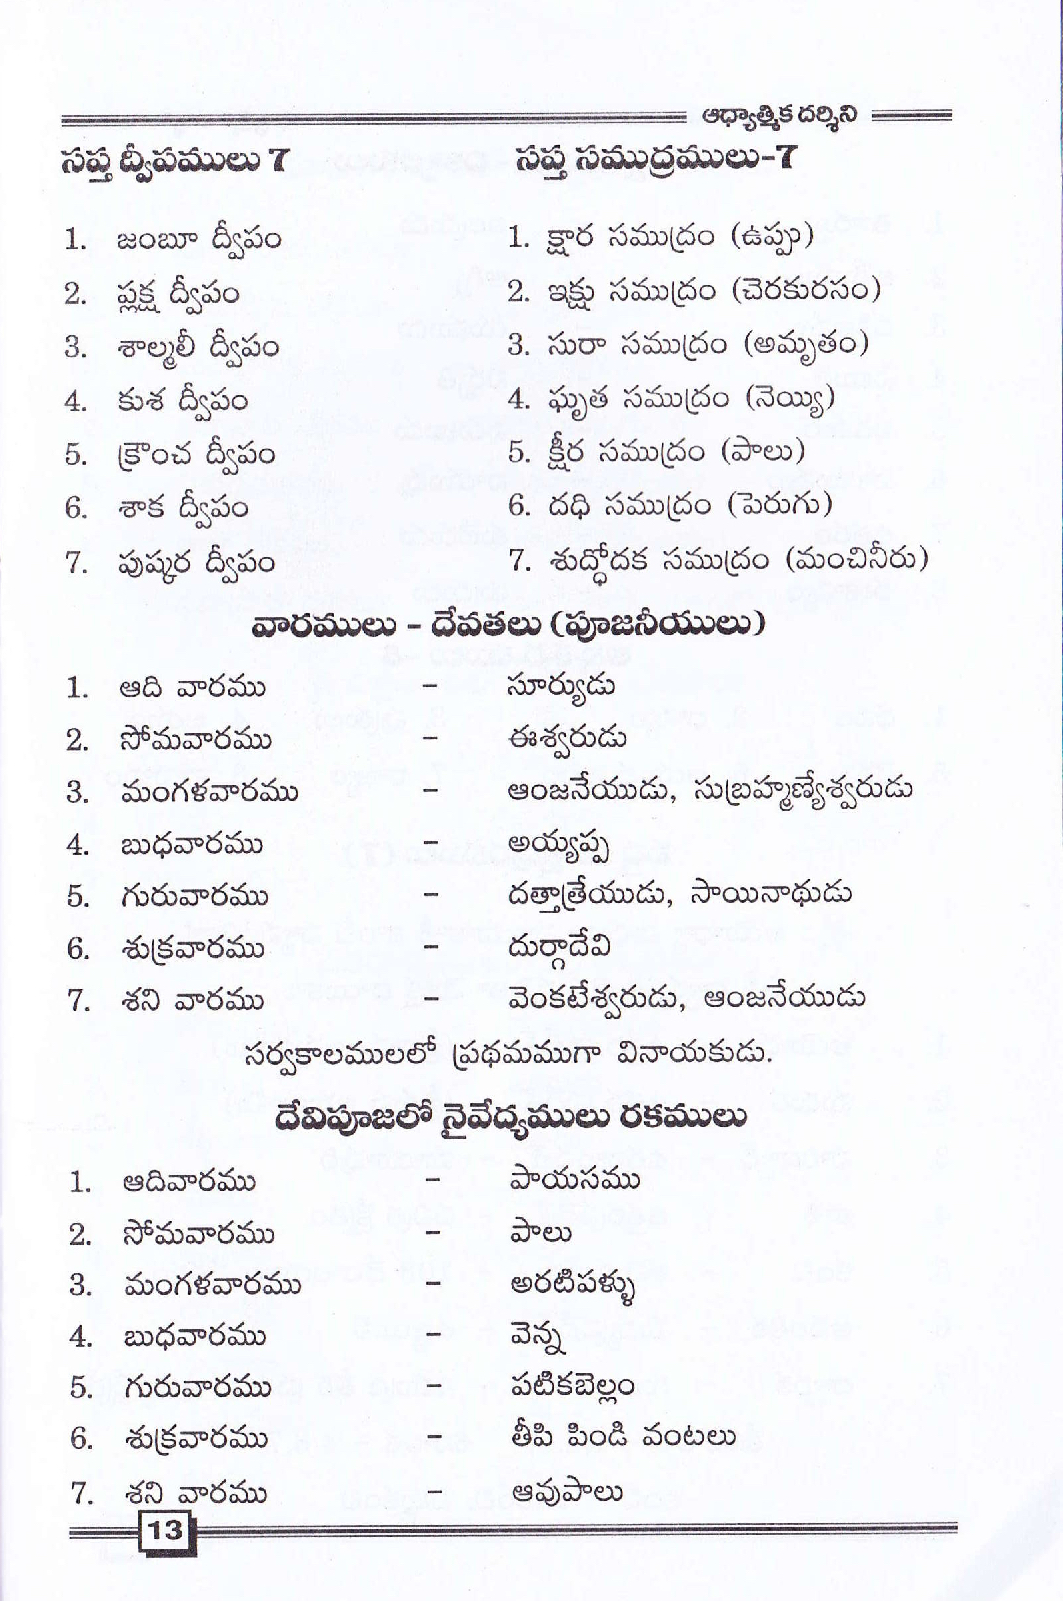 ఆధ్యాత్మిక దర్శిని
సప్త ద్వీపములు 7
1. జంబూ ద్వీపం
2. ప్లక్ష ద్వీపం
3. శాల్మలీ ద్వీపం
4. కుశ ద్వీపం
5. క్రౌంచ ద్వీపం
6. శాక ద్వీపం
7. పుష్కర ద్వీపం
సప్త సముద్రములు-7
1. క్షార సముద్రం (ఉప్పు)
2. ఇక్షు సముద్రం (చెరకురసం)
3. సురా సముద్రం (అమృతం)
4. ఘృత సముద్రం (నెయ్యి)
5. క్షీర సముద్రం (పాలు)
6. దధి సముద్రం (పెరుగు)
7. శుద్ధోదక సముద్రం (మంచినీరు)
వారములు - దేవతలు (పూజనీయులు)
1. ఆది వారము - సూర్యుడు
2. సోమవారము - ఈశ్వరుడు
3. మంగళవారము - ఆంజనేయుడు, సుబ్రహ్మణ్యేశ్వరుడు
4. బుధవారము - అయ్యప్ప
5. గురువారము - దత్తాత్రేయుడు, సాయినాథుడు
6. శుక్రవారము - దుర్గాదేవి
7. శని వారము - వెంకటేశ్వరుడు, ఆంజనేయుడు
సర్వకాలములలో ప్రథమముగా వినాయకుడు.
దేవిపూజలో నైవేద్యములు రకములు
1. ఆదివారము - పాయసము
2. సోమవారము - పాలు
3. మంగళవారము - అరటిపళ్ళు
4. బుధవారము - వెన్న
5. గురువారము - పటికబెల్లం
6. శుక్రవారము - తీపి పిండి వంటలు
7. శని వారము - ఆవుపాలు
13